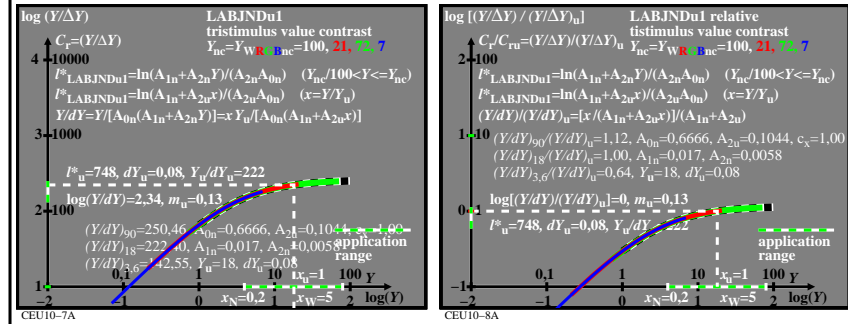 log (Y/ΔY)
LABJNDu1
tristimulus value contrast
Cr=(Y/ΔY)
Ync=YWRGBnc=100, 21, 72, 7
4 10000
l*LABJNDu1=ln(A1n+A2nY)/(A2nA0n) (Ync/100<Y<=Ync)
l*LABJNDu1=ln(A1n+A2ux)/(A2uA0n) (x=Y/Yu)
Y/dY=Y/[A0n(A1n+A2nY)]=x Yu/[A0n(A1n+A2ux)]
3 1000
l*u=748, dYu=0,08, Yu/dYu=222
log(Y/dY)=2,34, mu=0,13
2 100
(Y/dY)90=250,46, A0n=0,6666, A2u=0,1044, cx=1,00
(Y/dY)18=222,40, A1n=0,017, A2n=0,0058
(Y/dY)3,6=142,55, Yu=18, dYu=0,08
application
range
xu=1
1 0,1 1 10 100 Y
xN=0,2 xW=5
−2 −1 0 1 2 log(Y)
CEU10−7A
log [(Y/ΔY) / (Y/ΔY)u]
LABJNDu1 relative
tristimulus value contrast
Cr/Cru=(Y/ΔY)/(Y/ΔY)u
Ync=YWRGBnc=100, 21, 72, 7
2 100
l*LABJNDu1=ln(A1n+A2nY)/(A2nA0n) (Ync/100<Y<=Ync)
l*LABJNDu1=ln(A1n+A2ux)/(A2uA0n) (x=Y/Yu)
(Y/dY)/(Y/dY)u=[x/(A1n+A2ux)]/(A1n+A2u)
1 10
(Y/dY)90/(Y/dY)u=1,12, A0n=0,6666, A2u=0,1044, cx=1,00
(Y/dY)18/(Y/dY)u=1,00, A1n=0,017, A2n=0,0058
(Y/dY)3,6/(Y/dY)u=0,64, Yu=18, dYu=0,08
log[(Y/dY)/(Y/dY)u]=0, mu=0,13
0 1
l*u=748, dYu=0,08, Yu/dYu=222
application
range
xu=1
−1 0,1 1 10 100 Y
xN=0,2 xW=5
−2 −1 0 1 2 log(Y)
CEU10−8A